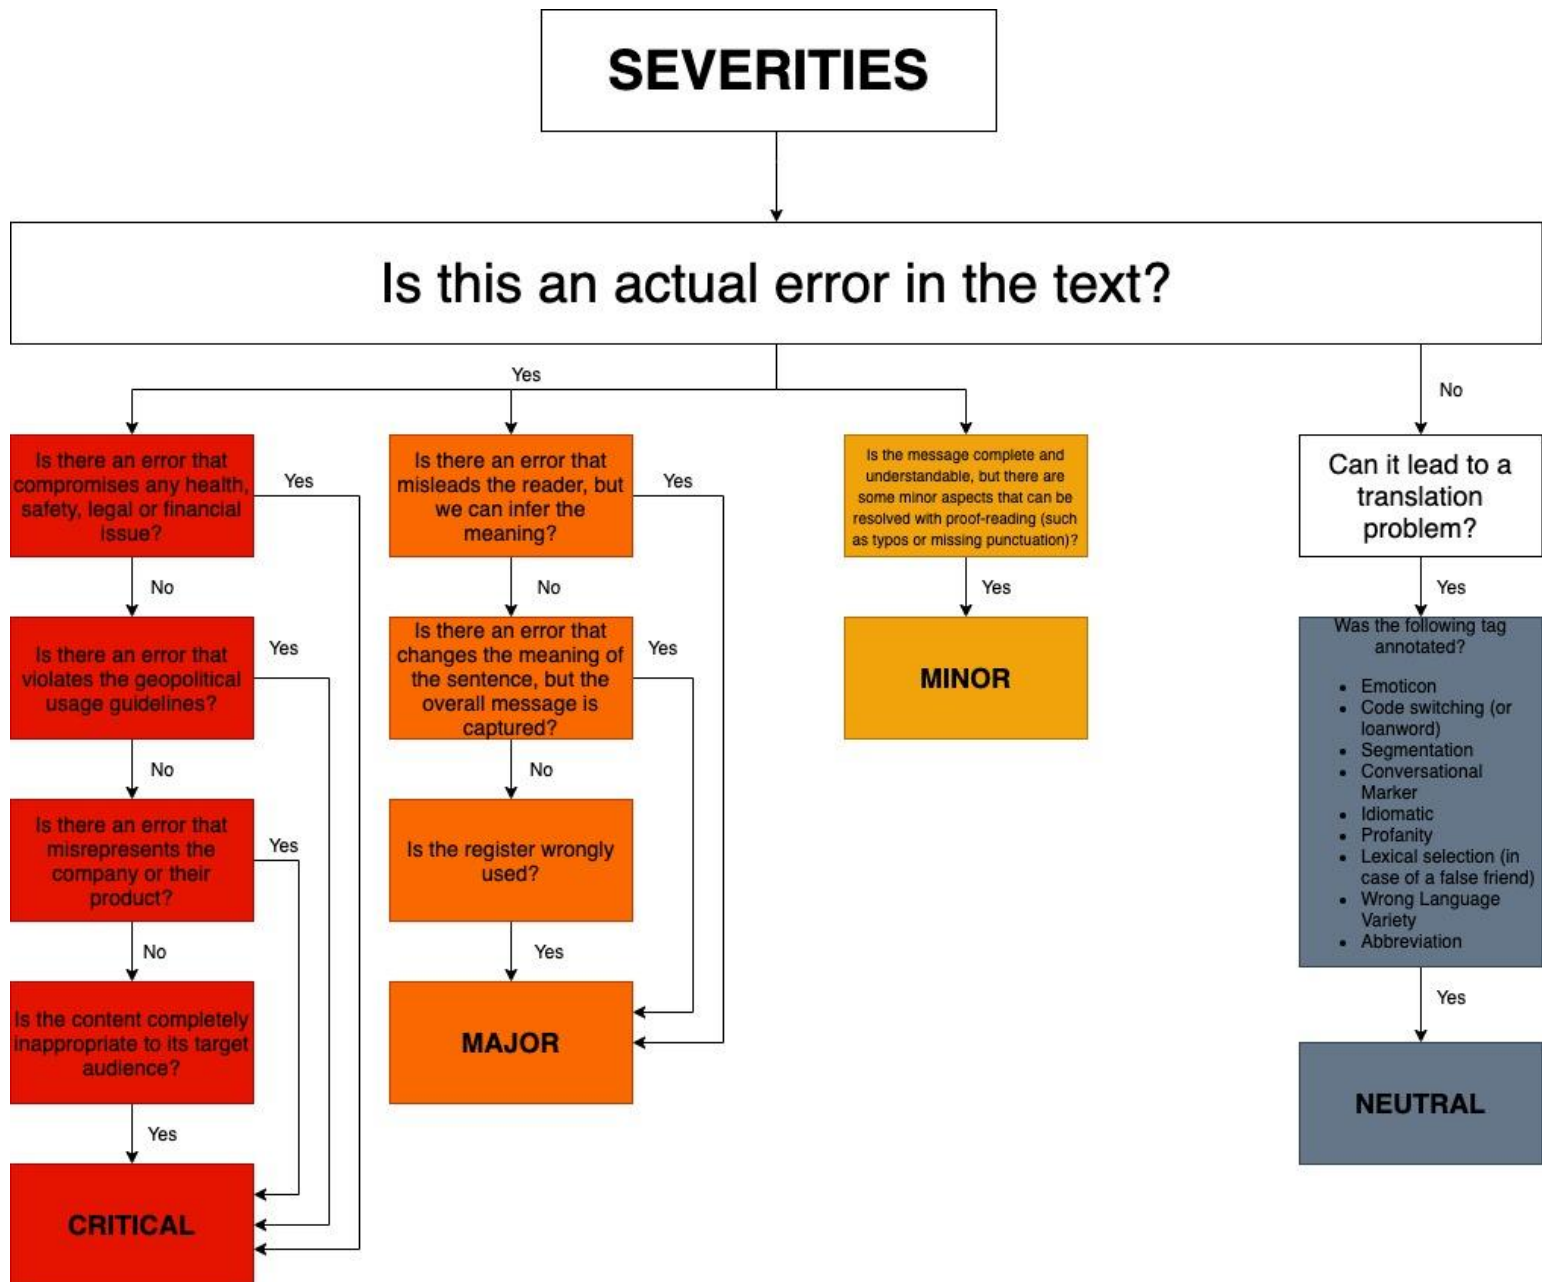 SEVERITIES
Is this an actual error in the text?
Yes
No
Is there an error that
compromises any health,
safety, legal or financial
issue?
Yes
No
Is there an error that
violates the geopolitical
usage guidelines?
Yes
No
Is there an error that
misrepresents the
company or their
product?
Yes
No
Is the content completely
inappropriate to its target
audience?
Yes
CRITICAL
Is there an error that
misleads the reader, but
we can infer the
meaning?
Yes
No
Is there an error that
changes the meaning of
the sentence, but the
overall message is
captured?
Yes
No
Is the register wrongly
used?
Yes
MAJOR
Is the message complete and
understandable, but there are
some minor aspects that can be
resolved with proof-reading (such
as typos or missing punctuation)?
Yes
MINOR
Can it lead to a
translation
problem?
Yes
Was the following tag
annotated?
• Emoticon
• Code switching (or
loanword)
• Segmentation
• Conversational
Marker
• Idiomatic
• Profanity
• Lexical selection (in
case of a false friend)
• Wrong Language
Variety
• Abbreviation
Yes
NEUTRAL